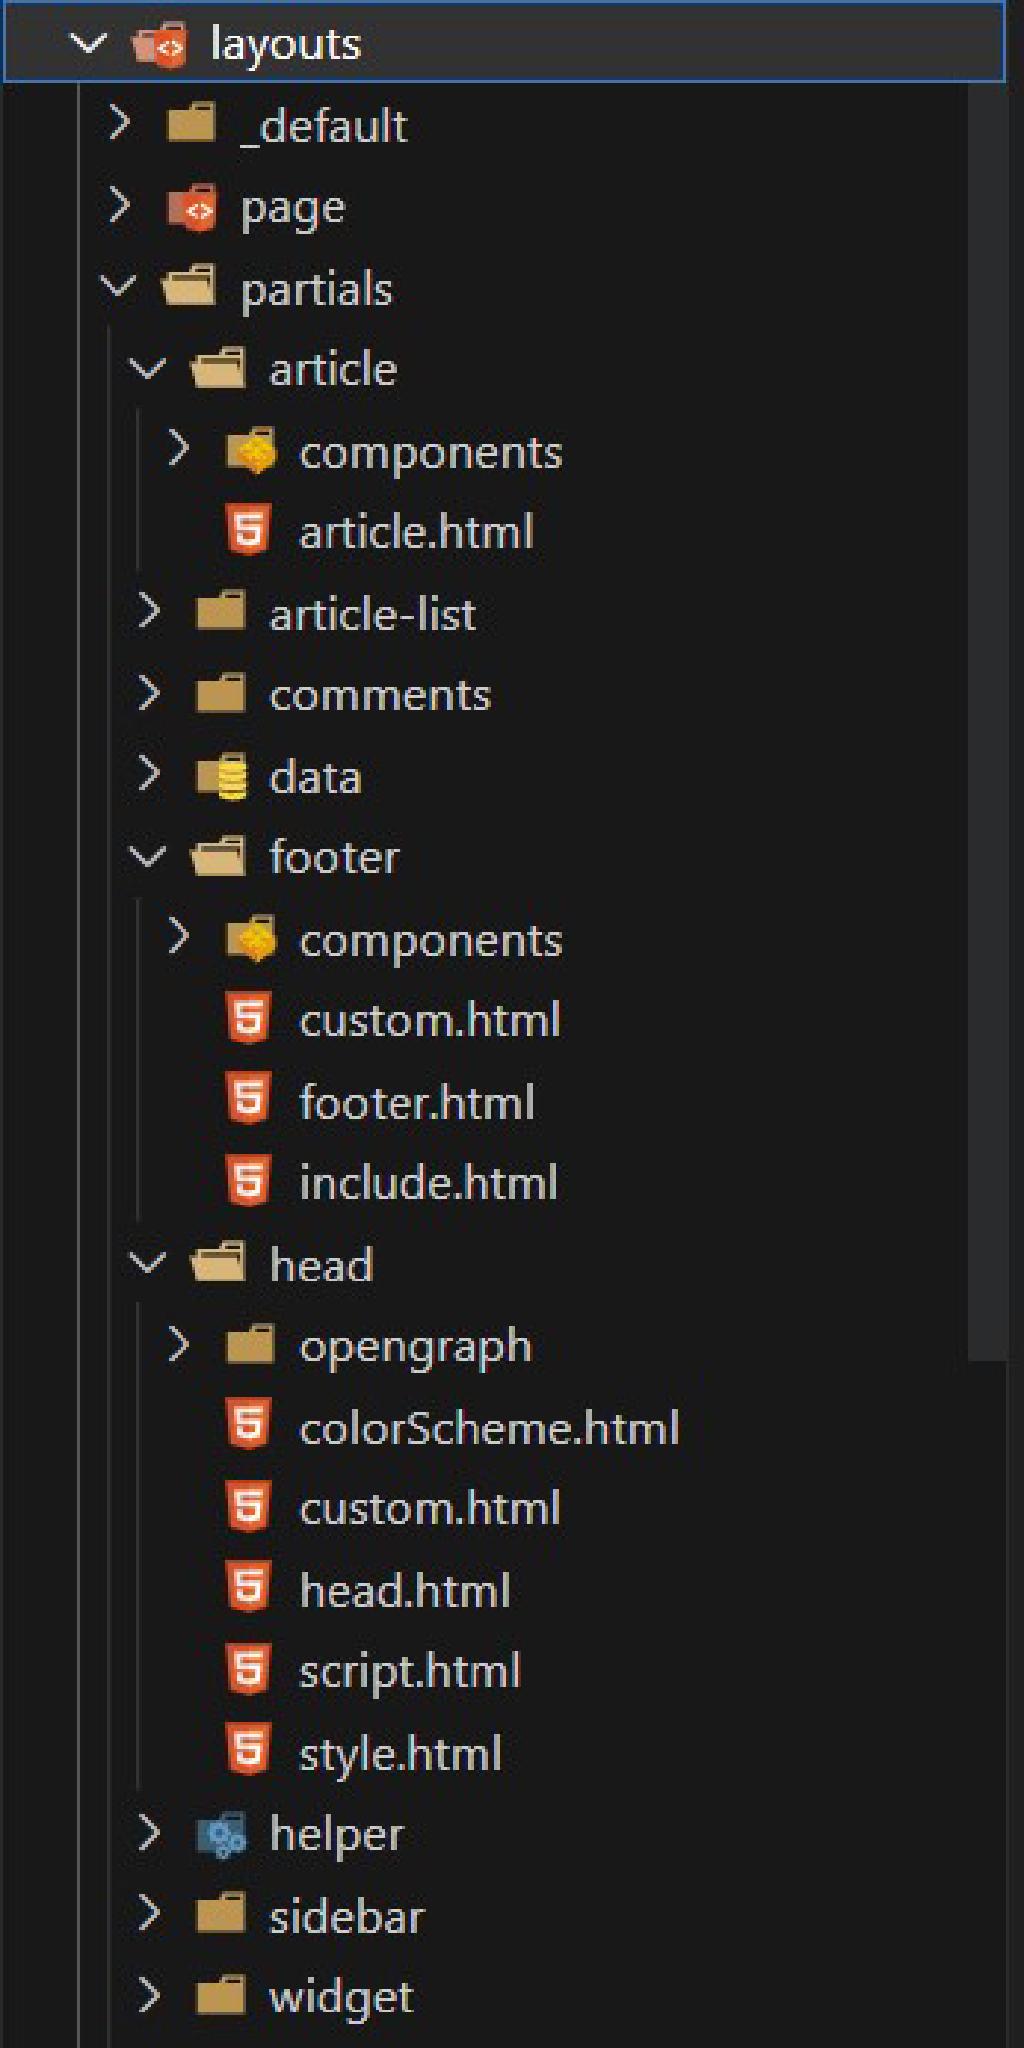 layouts
_default
page
partials
article
components
article.html
article-list
comments
data
footer
components
custom.html
footer.html
include.html
head
opengraph
colorScheme.html
custom.html
head.html
script.html
style.html
helper
sidebar
widget